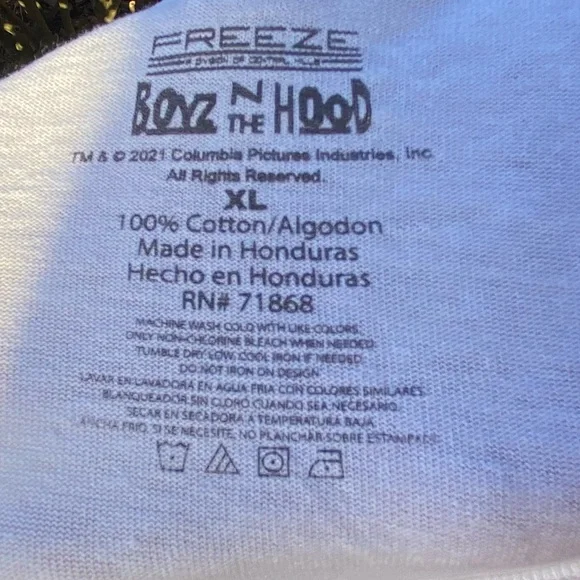 FREEZE
A DIVISION OF CENTRAL MILLS
BOYZ N THE HOOD
TM & © 2021 Columbia Pictures Industries, Inc.
All Rights Reserved.
XL
100% Cotton/Algodon
Made in Honduras
Hecho en Honduras
RN# 71868
MACHINE WASH COLD WITH LIKE COLORS.
ONLY NON-CHLORINE BLEACH WHEN NEEDED.
TUMBLE DRY LOW. COOL IRON IF NEEDED.
DO NOT IRON ON DESIGN
LAVAR EN LAVADORA EN AGUA FRIA CON COLORES SIMILARES.
BLANQUEADOR SIN CLORO CUANDO SEA NECESARIO.
SECAR EN SECADORA A TEMPERATURA BAJA.
PLANCHA FRIO, SI SE NECESITE. NO PLANCHAR SOBRE ESTAMPADO